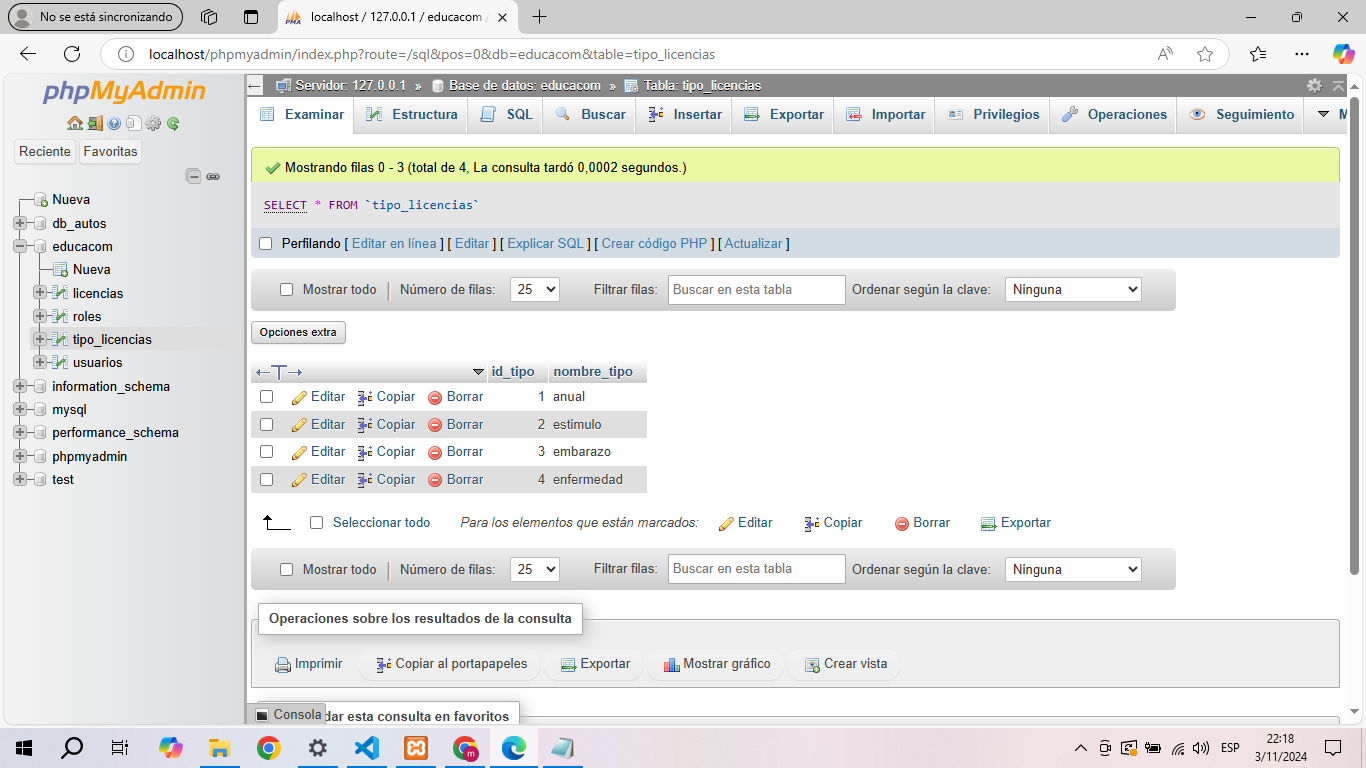 No se está sincronizando
localhost / 127.0.0.1 / educacom
localhost/phpmyadmin/index.php?route=/sql&pos=0&db=educacom&table=tipo_licencias
phpMyAdmin
Reciente Favoritas
Nueva
db_autos
educacom
Nueva
licencias
roles
tipo_licencias
usuarios
information_schema
mysql
performance_schema
phpmyadmin
test
Servidor: 127.0.0.1 » Base de datos: educacom » Tabla: tipo_licencias
Examinar Estructura SQL Buscar Insertar Exportar Importar Privilegios Operaciones Seguimiento M
Mostrando filas 0 - 3 (total de 4, La consulta tardó 0,0002 segundos.)
SELECT * FROM `tipo_licencias`
Perfilando [ Editar en línea ] [ Editar ] [ Explicar SQL ] [ Crear código PHP ] [ Actualizar ]
Mostrar todo | Número de filas: 25 Filtrar filas: Buscar en esta tabla Ordenar según la clave: Ninguna
Opciones extra
←T→ id_tipo nombre_tipo
Editar Copiar Borrar 1 anual
Editar Copiar Borrar 2 estimulo
Editar Copiar Borrar 3 embarazo
Editar Copiar Borrar 4 enfermedad
Seleccionar todo Para los elementos que están marcados: Editar Copiar Borrar Exportar
Mostrar todo | Número de filas: 25 Filtrar filas: Buscar en esta tabla Ordenar según la clave: Ninguna
Operaciones sobre los resultados de la consulta
Imprimir Copiar al portapapeles Exportar Mostrar gráfico Crear vista
Consola dar esta consulta en favoritos
ESP
22:18
3/11/2024